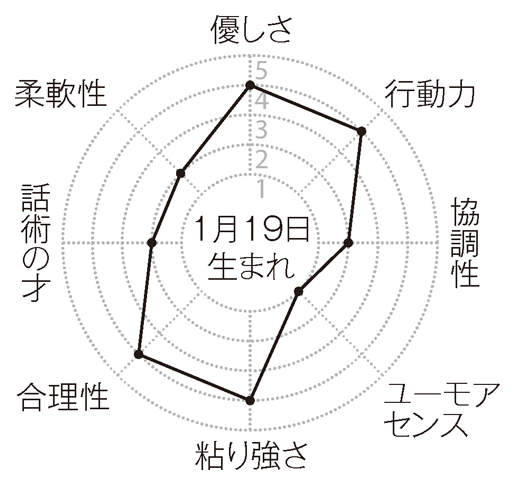 優しさ
行動力
協調性
ユーモア
センス
粘り強さ
合理性
話術の才
柔軟性
5
4
3
2
1
1月19日
生まれ